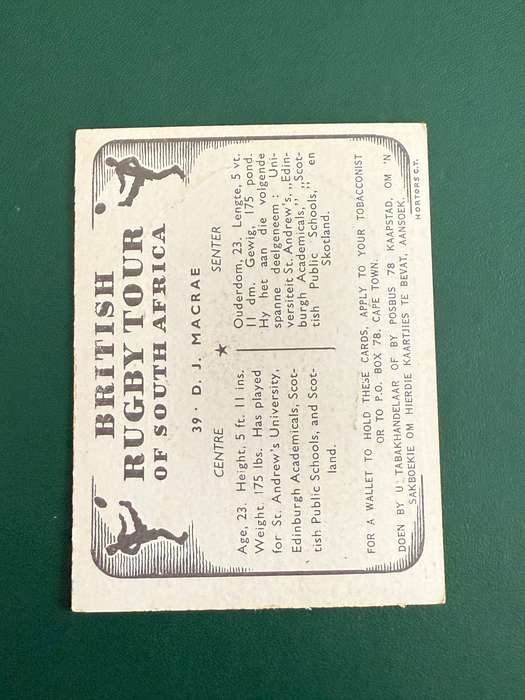 BRITISH
RUGBY TOUR
OF SOUTH AFRICA
39 · D. J. MACRAE
CENTRE
Age, 23. Height, 5 ft. 11 ins.
Weight, 175 lbs. Has played
for St. Andrew's University,
Edinburgh Academicals, Scot-
tish Public Schools, and Scot-
land.
SENTER
Ouderdom, 23. Lengte, 5 vt.
11 dm. Gewig, 175 pond.
Hy het aan die volgende
spanne deelgeneem: Uni-
versiteit St. Andrew's, „Edin-
burgh Academicals,” „Scot-
tish Public Schools,” en
Skotland.
FOR A WALLET TO HOLD THESE CARDS, APPLY TO YOUR TOBACCONIST
OR TO P.O. BOX 78, CAPE TOWN.
DOEN BY U TABAKHANDELAAR OF BY POSBUS 78 KAAPSTAD, OM 'N
SAKBOEKIE OM HIERDIE KAARTJIES TE BEVAT, AANSOEK.
HORTORS C.T.